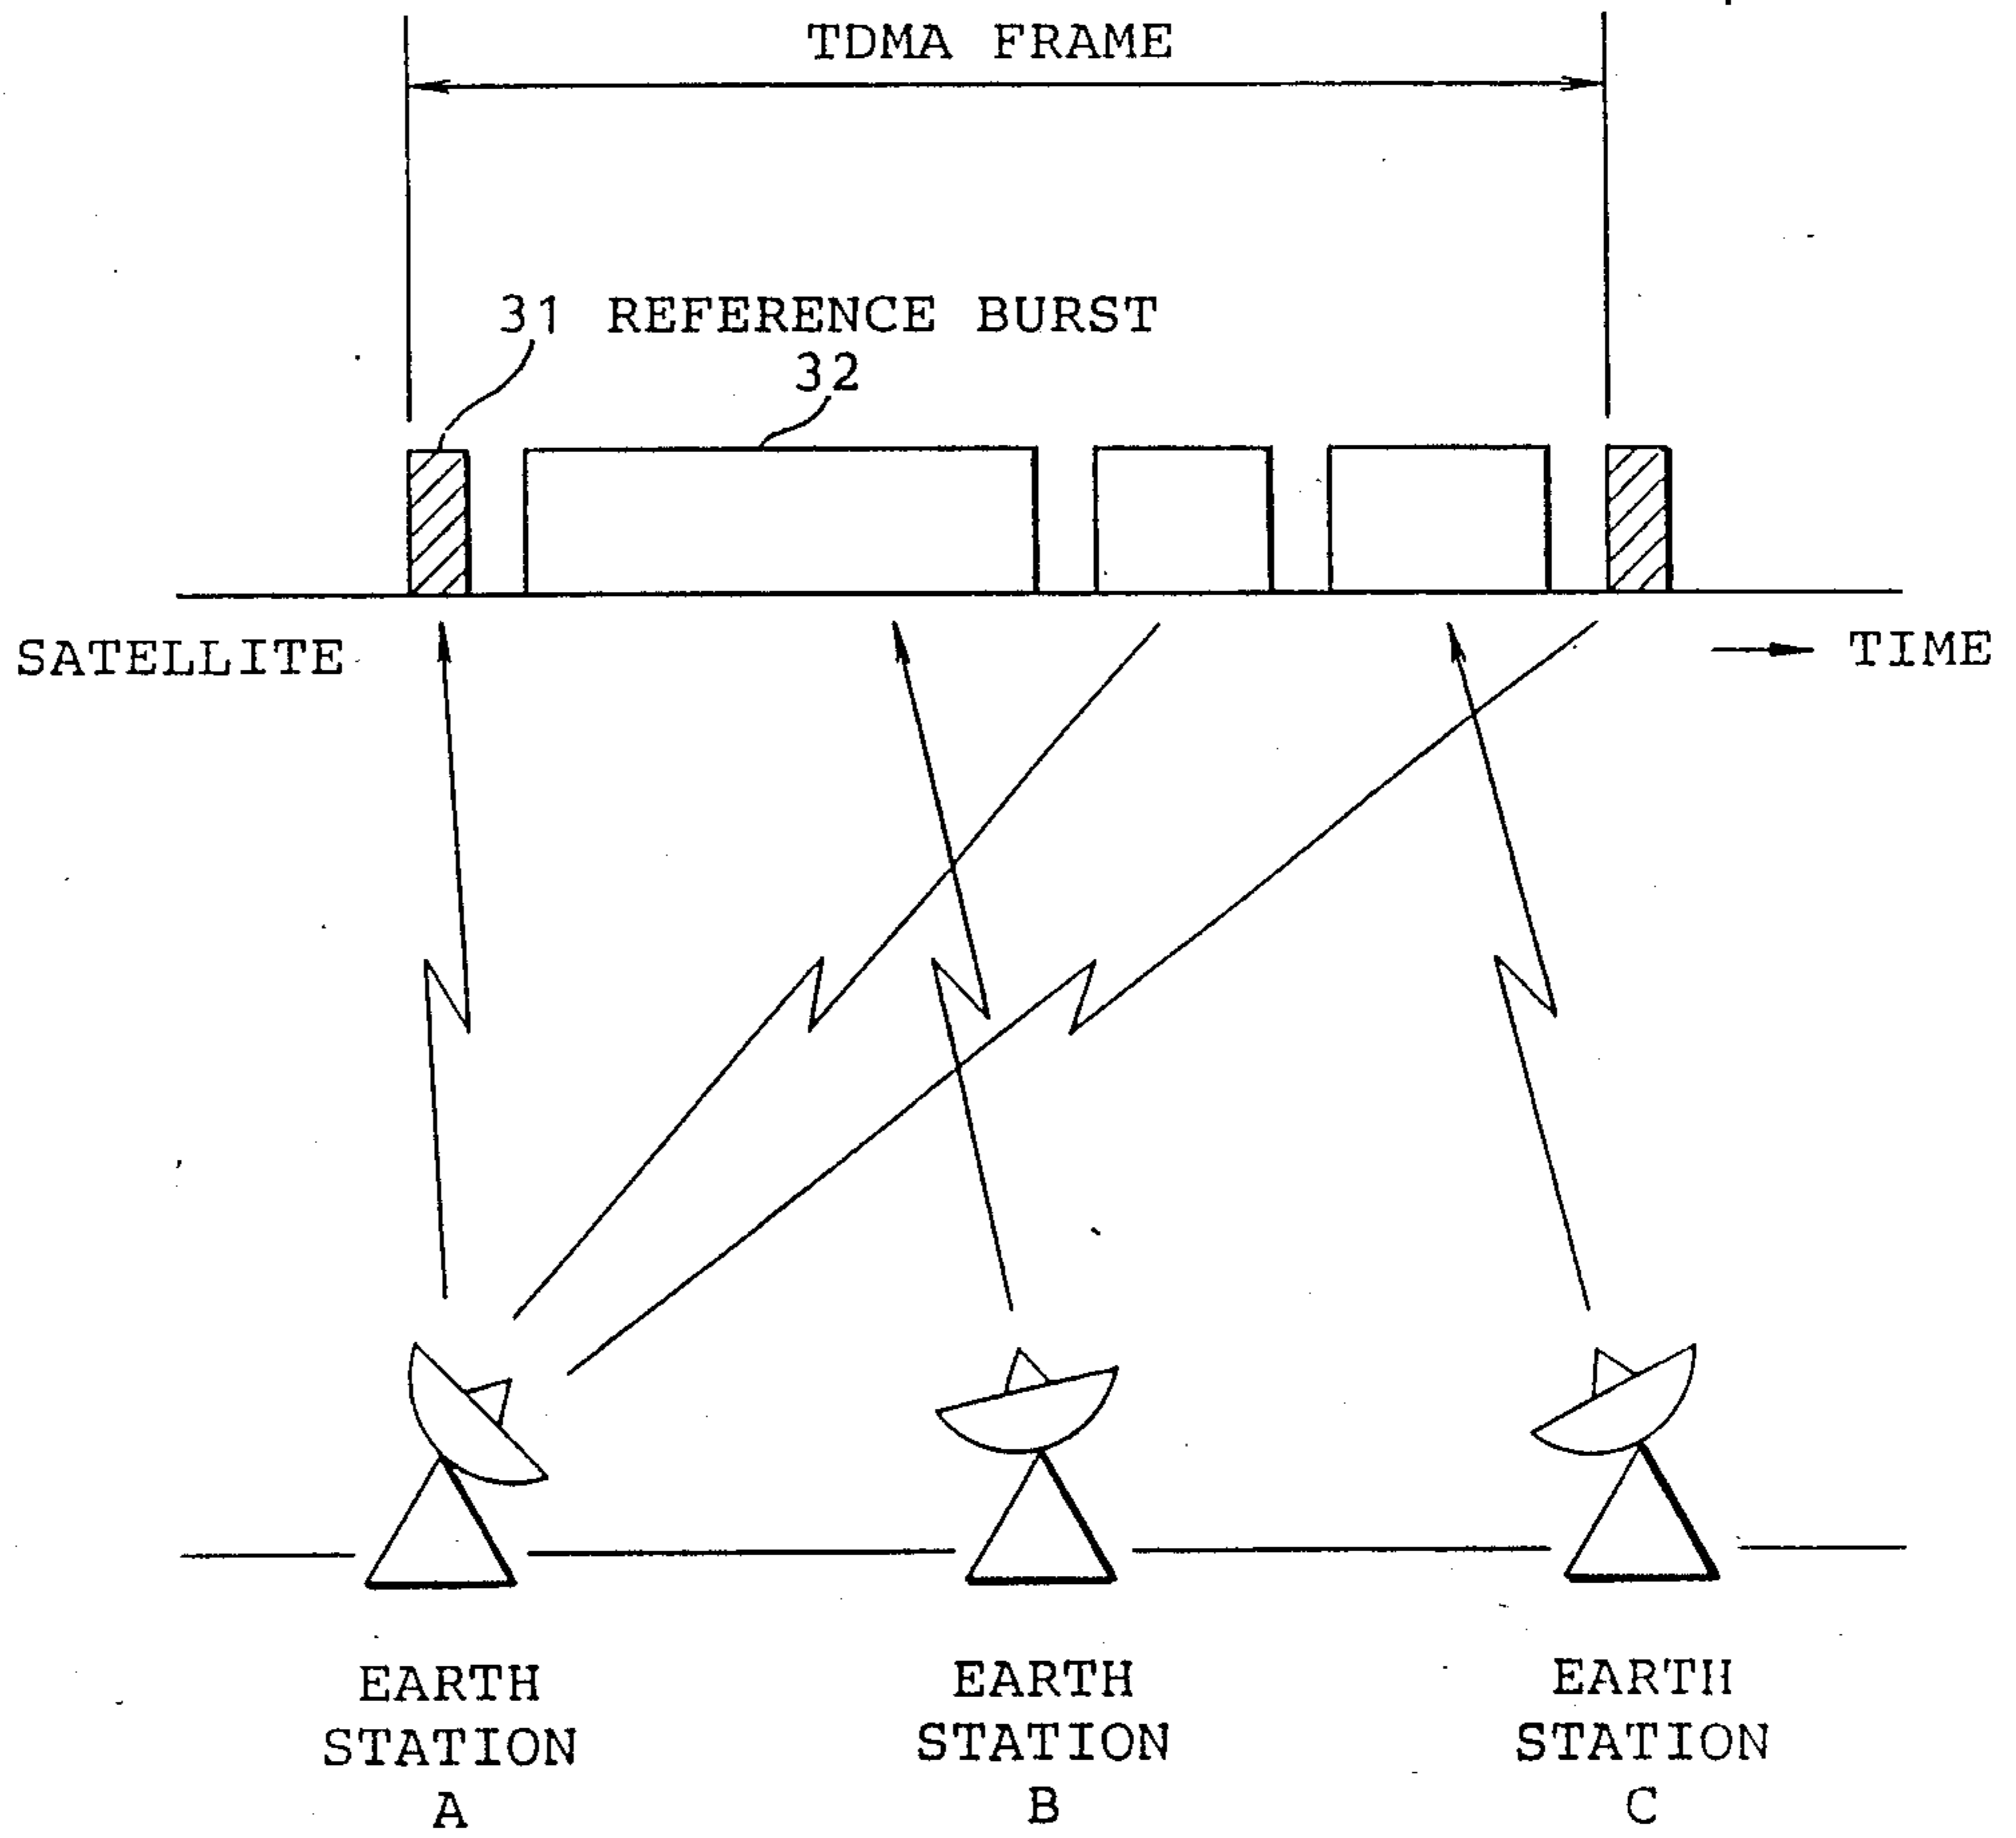 TDMA FRAME
31 REFERENCE BURST
32
SATELLITE
TIME
EARTH
STATION
A
EARTH
STATION
B
EARTH
STATION
C